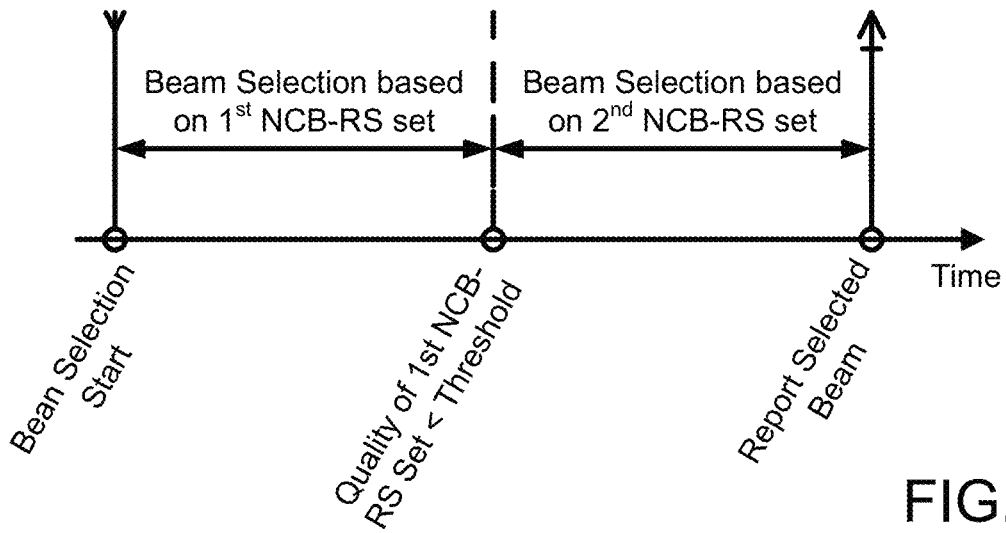 Beam Selection based
on 1st NCB-RS set
Beam Selection based
on 2nd NCB-RS set
Time
Bean Selection
Start
Quality of 1st NCB-
RS Set < Threshold
Report Selected
Beam
FIG.